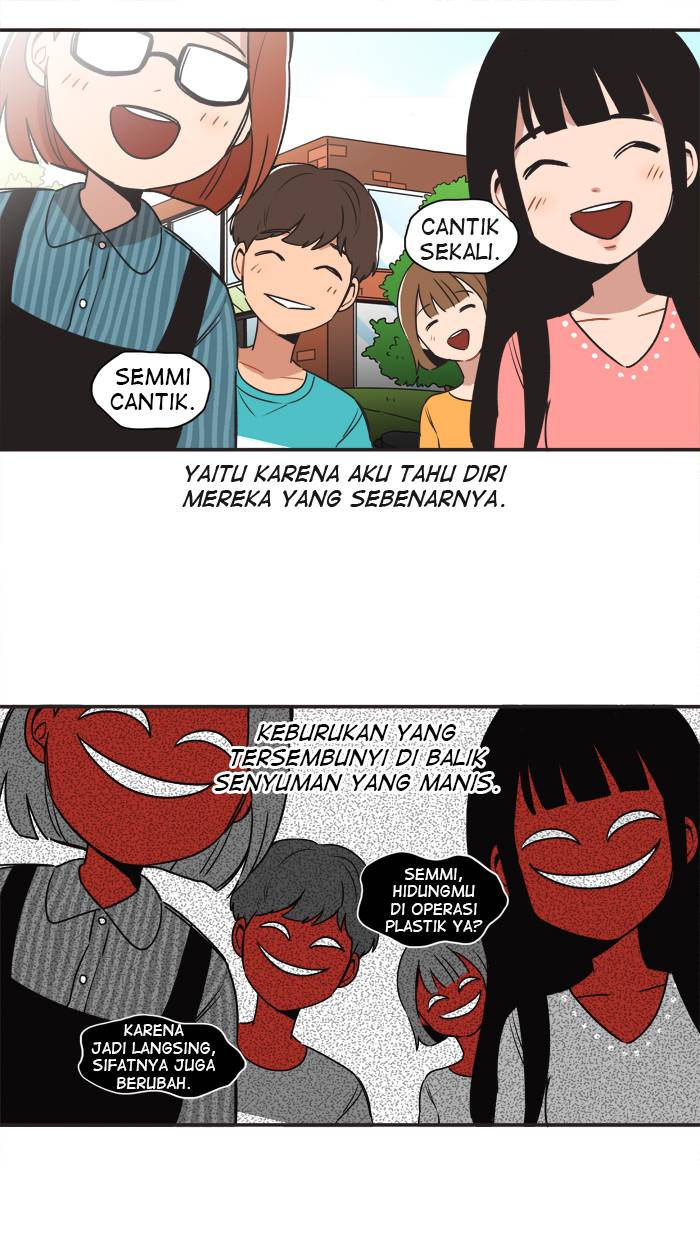 CANTIK
SEKALI.
SEMMI
CANTIK.
YAITU KARENA AKU TAHU DIRI
MEREKA YANG SEBENARNYA.
KEBURUKAN YANG
TERSEMBUNYI DI BALIK
SENYUMAN YANG MANIS.
SEMMI,
HIDUNGMU
DI OPERASI
PLASTIK YA?
KARENA
JADI LANGSING,
SIFATNYA JUGA
BERUBAH.